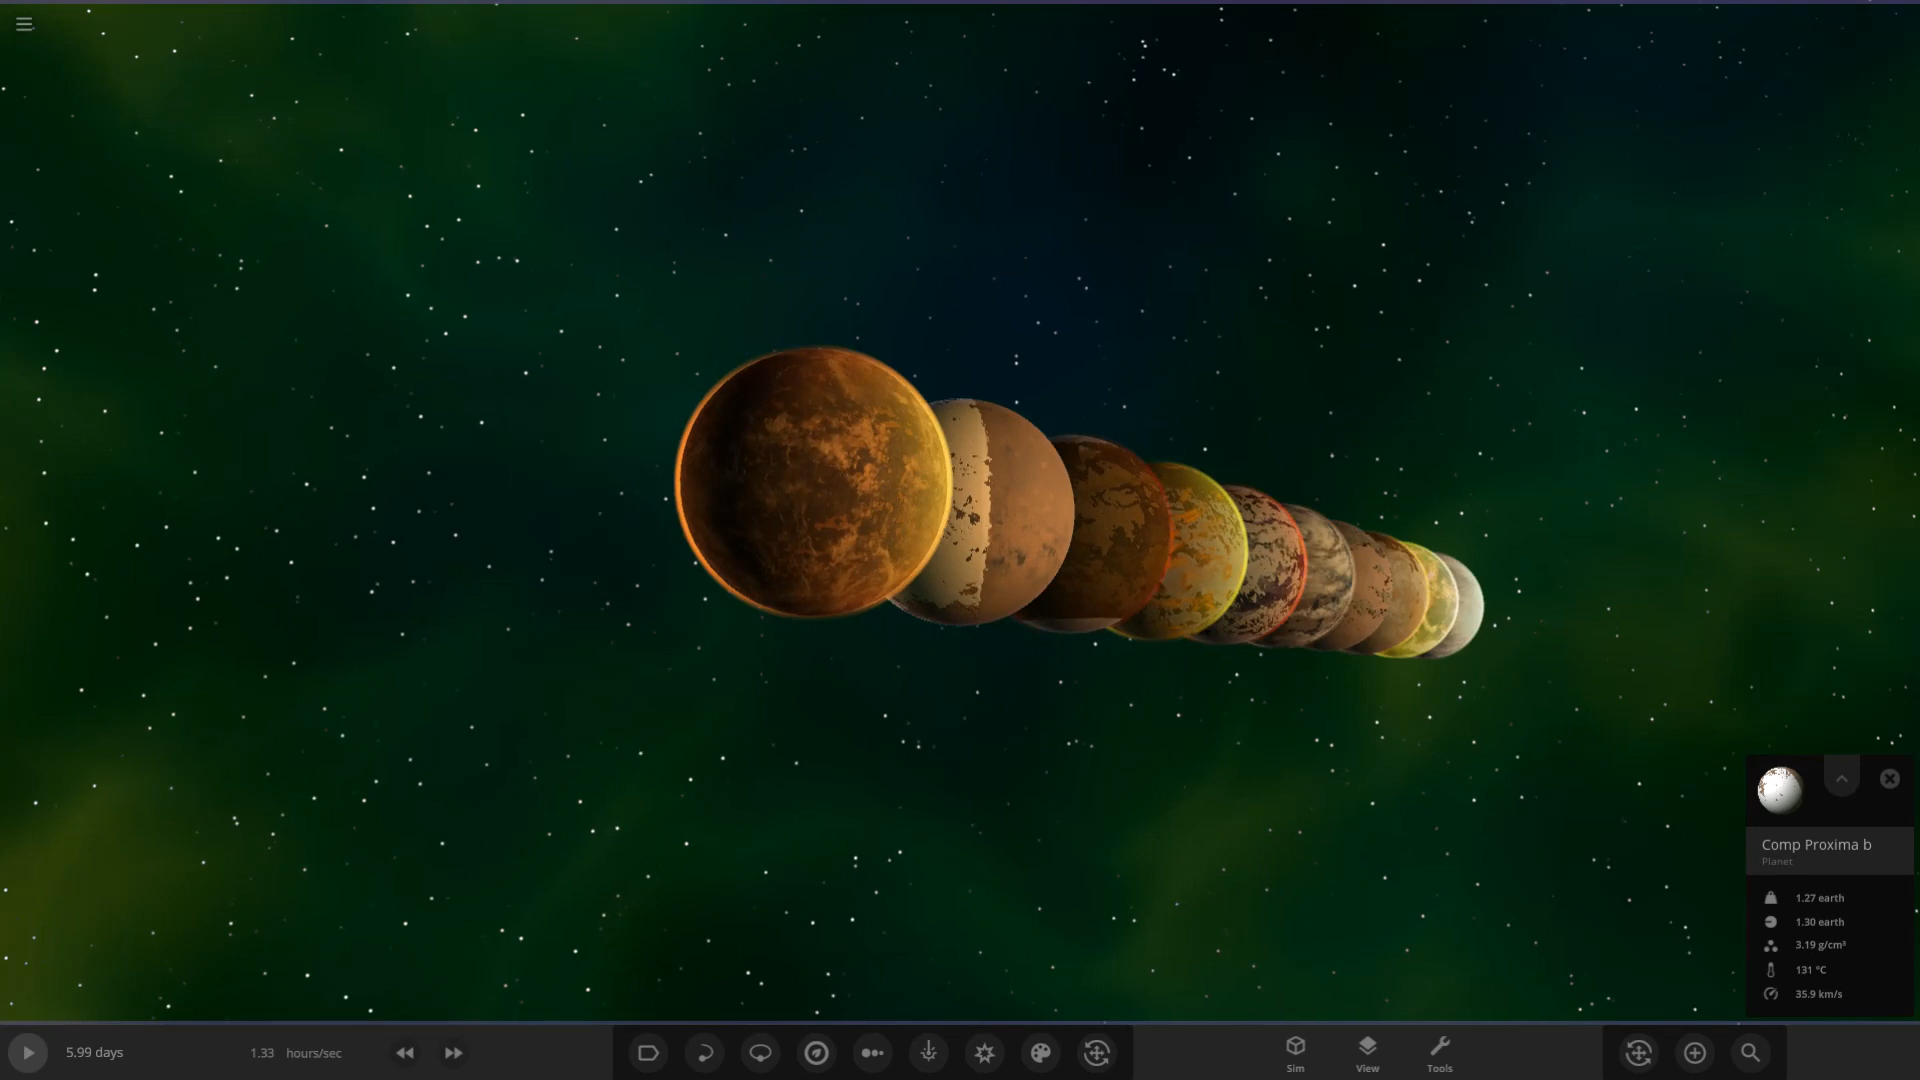 Comp Proxima b
Planet
1.27 earth
1.30 earth
3.19 g/cm³
131 °C
35.9 km/s
5.99 days
1.33 hours/sec
Sim
View
Tools